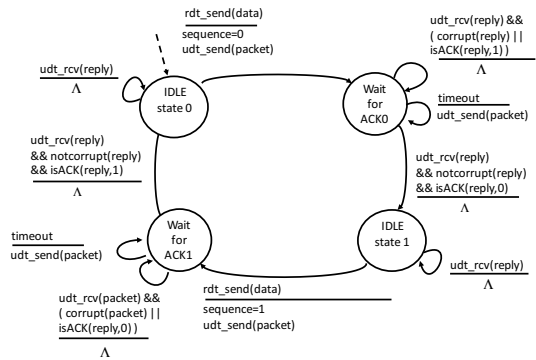 rdt_send(data)
sequence=0
udt_send(packet)
udt_rcv(reply) &&
( corrupt(reply) ||
isACK(reply,1) )
Λ
udt_rcv(reply)
Λ
IDLE
state 0
Wait
for
ACK0
timeout
udt_send(packet)
udt_rcv(reply)
&& notcorrupt(reply)
&& isACK(reply,1)
Λ
udt_rcv(reply)
&& notcorrupt(reply)
&& isACK(reply,0)
Λ
timeout
udt_send(packet)
Wait
for
ACK1
IDLE
state 1
udt_rcv(reply)
Λ
rdt_send(data)
sequence=1
udt_send(packet)
udt_rcv(packet) &&
( corrupt(packet) ||
isACK(reply,0) )
Λ